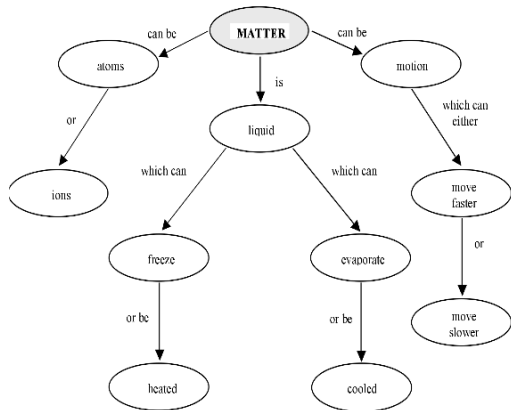 MATTER
can be
can be
atoms
motion
is
or
liquid
which can
either
which can
which can
ions
move
faster
freeze
evaporate
or
or be
or be
move
slower
heated
cooled